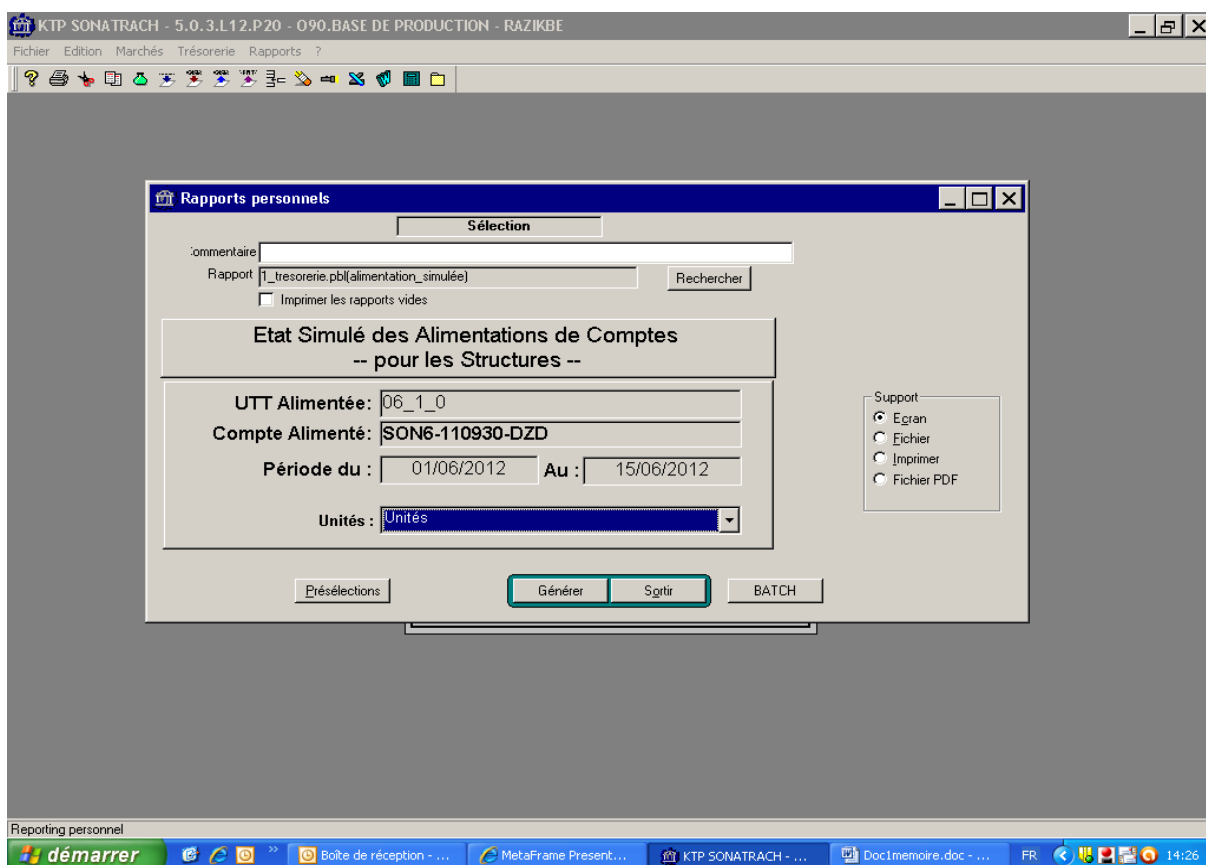 KTP SONATRACH - 5.0.3.L12.P20 - O90.BASE DE PRODUCTION - RAZIKBE
Fichier Edition Marchés Trésorerie Rapports ?
Rapports personnels
Sélection
ommentaire
Rapport 1_tresorerie.pbl(alimentation_simulée) Rechercher
Imprimer les rapports vides
Etat Simulé des Alimentations de Comptes
-- pour les Structures --
UTT Alimentée: 06_1_0
Compte Alimenté: SON6-110930-DZD
Période du : 01/06/2012 Au : 15/06/2012
Unités : Unités
Support
Ecran
Fichier
Imprimer
Fichier PDF
Présélections Générer Sortir BATCH
Reporting personnel
démarrer Boîte de réception - ... MetaFrame Present... KTP SONATRACH - ... Doc1memoire.doc - ... FR 14:26